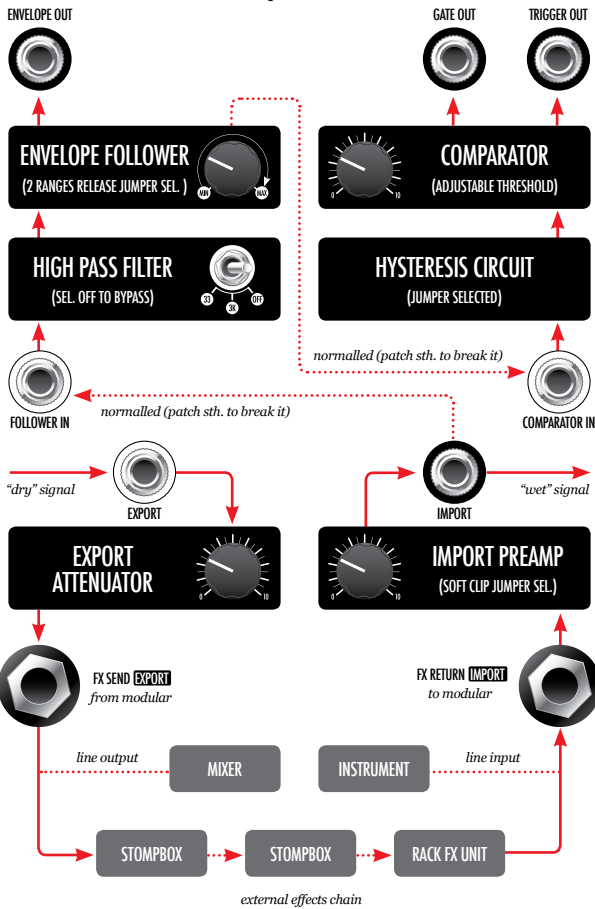 ENVELOPE OUT
GATE OUT
TRIGGER OUT
ENVELOPE FOLLOWER
(2 RANGES RELEASE JUMPER SEL. )
MIN
MAX
0
10
COMPARATOR
(ADJUSTABLE THRESHOLD)
HIGH PASS FILTER
(SEL. OFF TO BYPASS)
33
3K
OFF
HYSTERESIS CIRCUIT
(JUMPER SELECTED)
normalled (patch sth. to break it)
FOLLOWER IN
normalled (patch sth. to break it)
COMPARATOR IN
"dry" signal
EXPORT
IMPORT
"wet" signal
EXPORT
ATTENUATOR
0
10
0
10
IMPORT PREAMP
(SOFT CLIP JUMPER SEL.)
FX SEND EXPORT
from modular
FX RETURN IMPORT
to modular
line output
MIXER
INSTRUMENT
line input
STOMPBOX
STOMPBOX
RACK FX UNIT
external effects chain